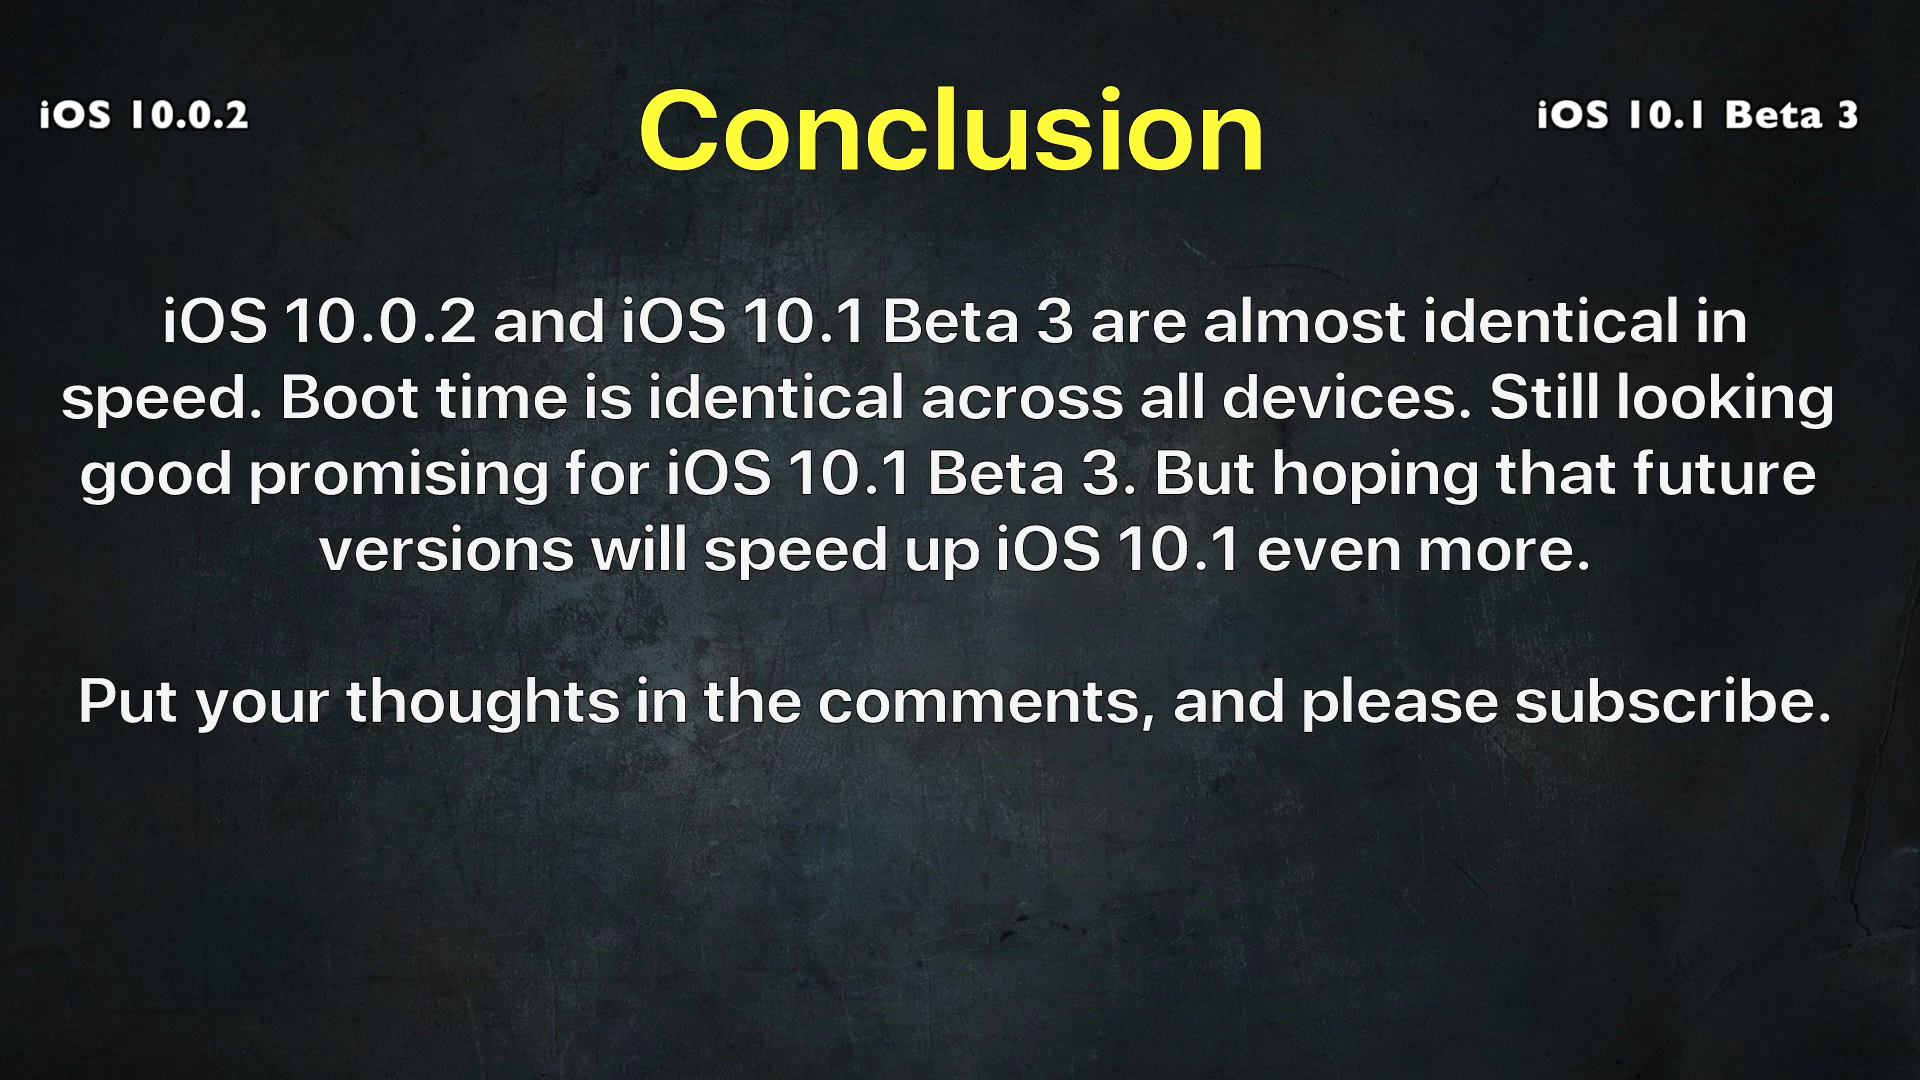 iOS 10.0.2
Conclusion
iOS 10.1 Beta 3
iOS 10.0.2 and iOS 10.1 Beta 3 are almost identical in
speed. Boot time is identical across all devices. Still looking
good promising for iOS 10.1 Beta 3. But hoping that future
versions will speed up iOS 10.1 even more.
Put your thoughts in the comments, and please subscribe.